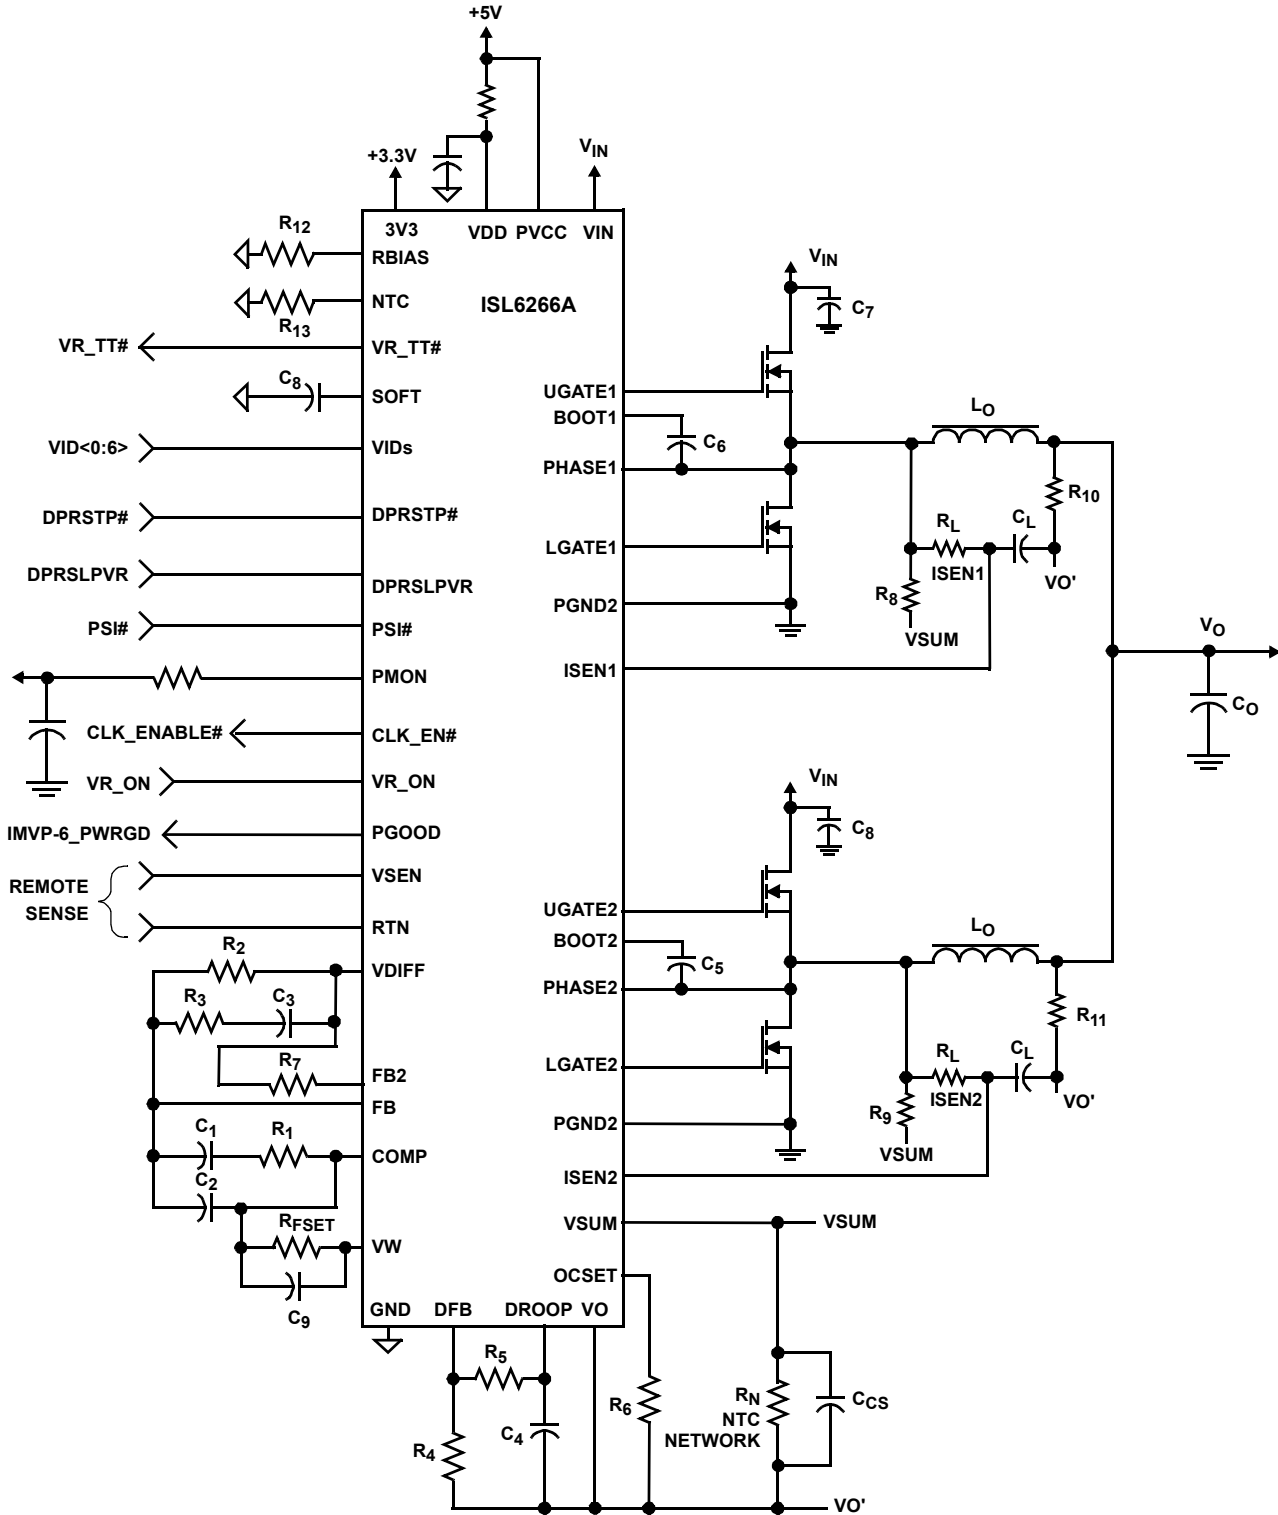 +5V
+3.3V
V_IN
3V3
VDD
PVCC
VIN
ISL6266A
R12
RBIAS
NTC
R13
VR_TT#
VR_TT#
C8
SOFT
VID<0:6>
VIDs
DPRSTP#
DPRSTP#
DPRSLPVR
DPRSLPVR
PSI#
PSI#
PMON
CLK_ENABLE#
CLK_EN#
VR_ON
VR_ON
IMVP-6_PWRGD
PGOOD
REMOTE
SENSE
VSEN
RTN
R2
VDIFF
R3
C3
R7
FB2
FB
C1
R1
COMP
C2
RFSET
VW
C9
GND
DFB
DROOP
VO
UGATE1
BOOT1
PHASE1
LGATE1
PGND2
ISEN1
UGATE2
BOOT2
PHASE2
LGATE2
PGND2
ISEN2
VSUM
OCSET
VIN
C7
C6
LO
R10
RL
CL
ISEN1
VO'
R8
VSUM
VO
CO
VIN
C8
C5
LO
R11
RL
CL
ISEN2
VO'
R9
VSUM
VSUM
R5
R4
C4
R6
RN
NTC
NETWORK
CCS
VO'